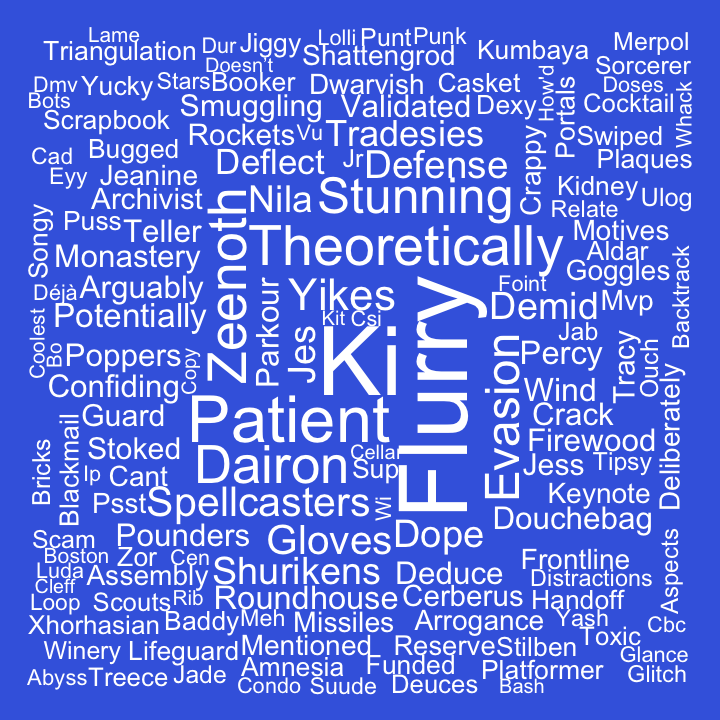 Lame
Triangulation
Dur
Jiggy
Doesn't
Lolli
Punt
Punk
Shattengrod
Kumbaya
Merpol
Sorcerer
Dmv
Yucky
Stars
Booker
Dwarvish
Casket
How'd
Portals
Doses
Bots
Smuggling
Validated
Dexy
Cocktail
Whack
Scrapbook
Rockets
Vu
Tradesies
Crappy
Swiped
Cad
Bugged
Deflect
Jr
Defense
Plaques
Eyy
Jeanine
Archivist
Nila
Stunning
Kidney
Ulog
Relate
Songy
Puss
Teller
Zeenoth
Theoretically
Motives
Monastery
Aldar
Goggles
Backtrack
Déjà
Arguably
Parkour
Yikes
Flurry
Foint
Demid
Mvp
Coolest
Potentially
Jes
Kit
Csi
Ki
Jab
Bo
Poppers
Copy
Evasion
Percy
Tracy
Ouch
Confiding
Wind
Deliberately
Guard
Patient
Crack
Blackmail
Stoked
Firewood
Bricks
Ip
Cant
Dairon
Cellar
Sup
Jess
Tipsy
Psst
Spellcasters
Wi
Keynote
Scam
Pounders
Gloves
Dope
Douchebag
Boston
Zor
Cen
Frontline
Aspects
Luda
Assembly
Shurikens
Deduce
Distractions
Cleff
Loop
Scouts
Rib
Roundhouse
Cerberus
Handoff
Xhorhasian
Baddy
Meh
Missiles
Arrogance
Yash
Cbc
Toxic
Winery
Lifeguard
Mentioned
Reserve
Stilben
Glance
Abyss
Treece
Jade
Amnesia
Funded
Platformer
Glitch
Condo
Suude
Deuces
Bash